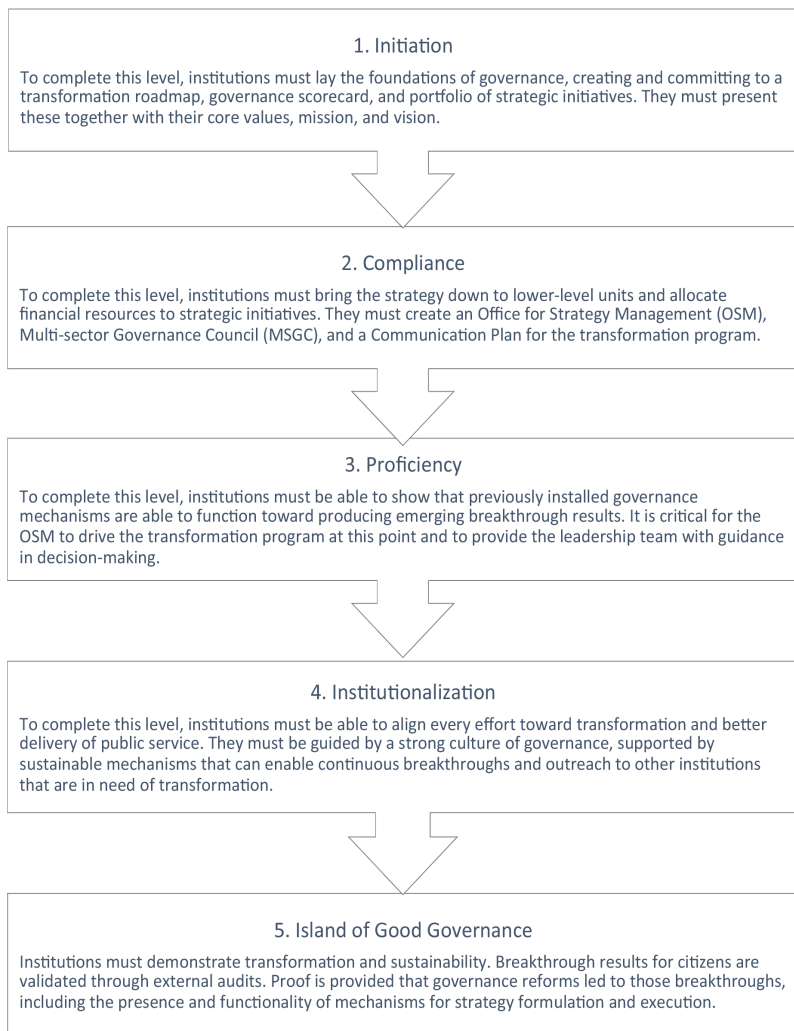 1. Initiation
To complete this level, institutions must lay the foundations of governance, creating and committing to a
transformation roadmap, governance scorecard, and portfolio of strategic initiatives. They must present
these together with their core values, mission, and vision.
2. Compliance
To complete this level, institutions must bring the strategy down to lower-level units and allocate
financial resources to strategic initiatives. They must create an Office for Strategy Management (OSM),
Multi-sector Governance Council (MSGC), and a Communication Plan for the transformation program.
3. Proficiency
To complete this level, institutions must be able to show that previously installed governance
mechanisms are able to function toward producing emerging breakthrough results. It is critical for the
OSM to drive the transformation program at this point and to provide the leadership team with guidance
in decision-making.
4. Institutionalization
To complete this level, institutions must be able to align every effort toward transformation and better
delivery of public service. They must be guided by a strong culture of governance, supported by
sustainable mechanisms that can enable continuous breakthroughs and outreach to other institutions
that are in need of transformation.
5. Island of Good Governance
Institutions must demonstrate transformation and sustainability. Breakthrough results for citizens are
validated through external audits. Proof is provided that governance reforms led to those breakthroughs,
including the presence and functionality of mechanisms for strategy formulation and execution.